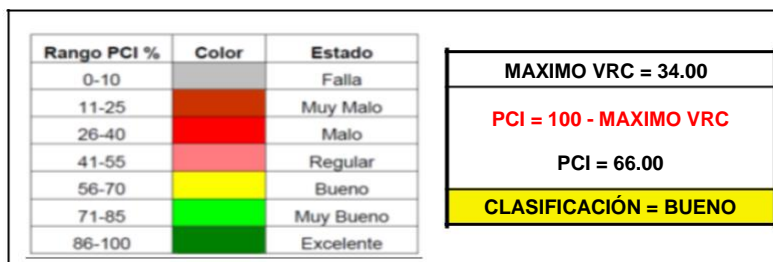 Rango PCI % Color Estado
0-10 Falla
11-25 Muy Malo
26-40 Malo
41-55 Regular
56-70 Bueno
71-85 Muy Bueno
86-100 Excelente
MAXIMO VRC = 34.00
PCI = 100 - MAXIMO VRC
PCI = 66.00
CLASIFICACIÓN = BUENO